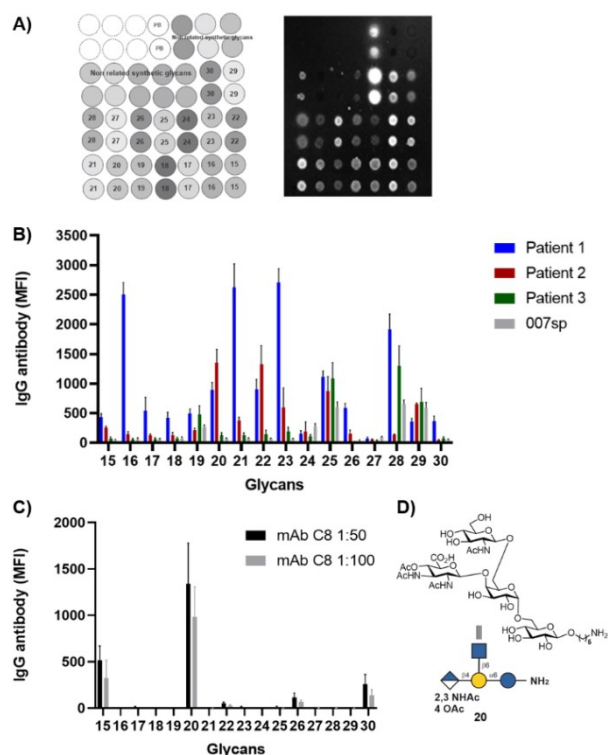 A)
PB
related synthetic glycans
PB
Non related synthetic glycans 30 29
30 29
28 27 26 25 24 23 22
28 27 26 25 24 23 22
21 20 19 18 17 16 15
21 20 19 18 17 16 15
B)
IgG antibody (MFI)
3500
3000
2500
2000
1500
1000
500
0
15 16 17 18 19 20 21 22 23 24 25 26 27 28 29 30
Glycans
Patient 1
Patient 2
Patient 3
007sp
C)
IgG antibody (MFI)
2000
1500
1000
500
0
15 16 17 18 19 20 21 22 23 24 25 26 27 28 29 30
Glycans
mAb C8 1:50
mAb C8 1:100
D)
OH
HO
HO
AcHN
O
O
CO₂H
AcO
AcHN
AcHN
O
O
OH
O
HO
OH
O
HO
HO
OH
O
O
NH₂
6
β6
β4
α6
NH₂
2,3 NHAc
4 OAc
20